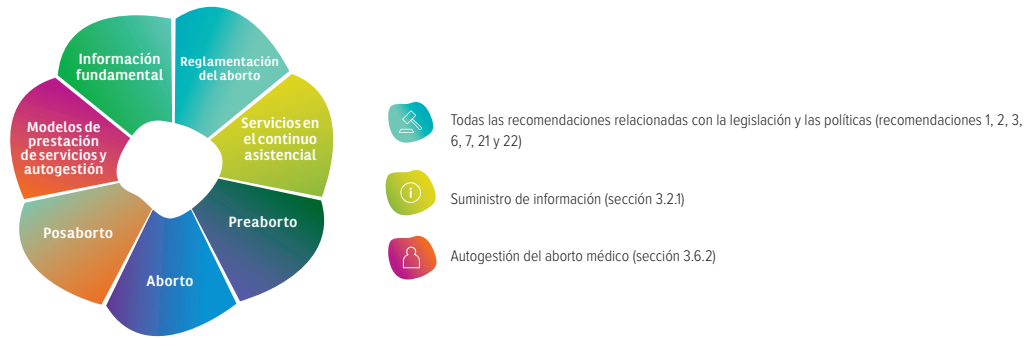 Información
fundamental
Reglamentación
del aborto
Servicios en
el continuo
asistencial
Preaborto
Aborto
Posaborto
Modelos de
prestación
de servicios y
autogestión
Todas las recomendaciones relacionadas con la legislación y las políticas (recomendaciones 1, 2, 3,
6, 7, 21 y 22)
Suministro de información (sección 3.2.1)
Autogestión del aborto médico (sección 3.6.2)